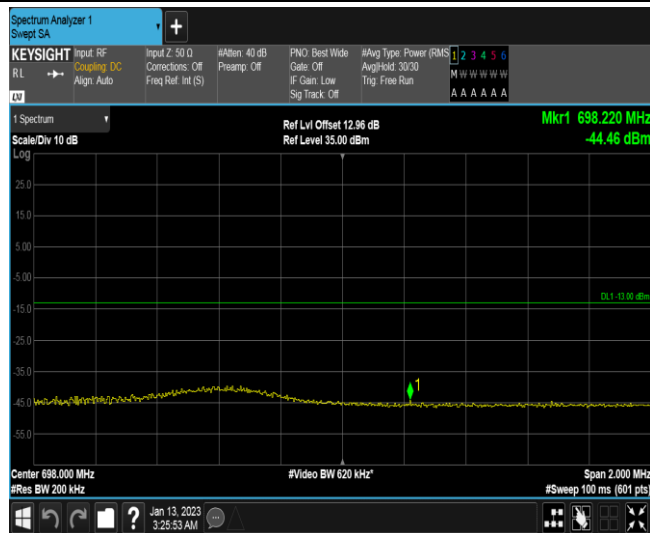 Spectrum Analyzer 1
Swept SA
+
KEYSIGHT
RL
LXI
Input: RF
Coupling: DC
Align: Auto
Input Z: 50 Ω
Corrections: Off
Freq Ref: Int (S)
#Atten: 40 dB
Preamp: Off
PNO: Best Wide
Gate: Off
IF Gain: Low
Sig Track: Off
#Avg Type: Power (RMS
Avg|Hold: 30/30
Trig: Free Run
1 2 3 4 5 6
M W W W W W
A A A A A A
1 Spectrum
Scale/Div 10 dB
Log
Ref Lvl Offset 12.96 dB
Ref Level 35.00 dBm
Mkr1 698.220 MHz
-44.46 dBm
25.0
15.0
5.00
-5.00
DL1 -13.00 dBm
-15.0
-25.0
-35.0
1
-45.0
-55.0
Center 698.000 MHz
#Res BW 200 kHz
#Video BW 620 kHz*
Span 2.000 MHz
#Sweep 100 ms (601 pts)
?
Jan 13, 2023
3:25:53 AM